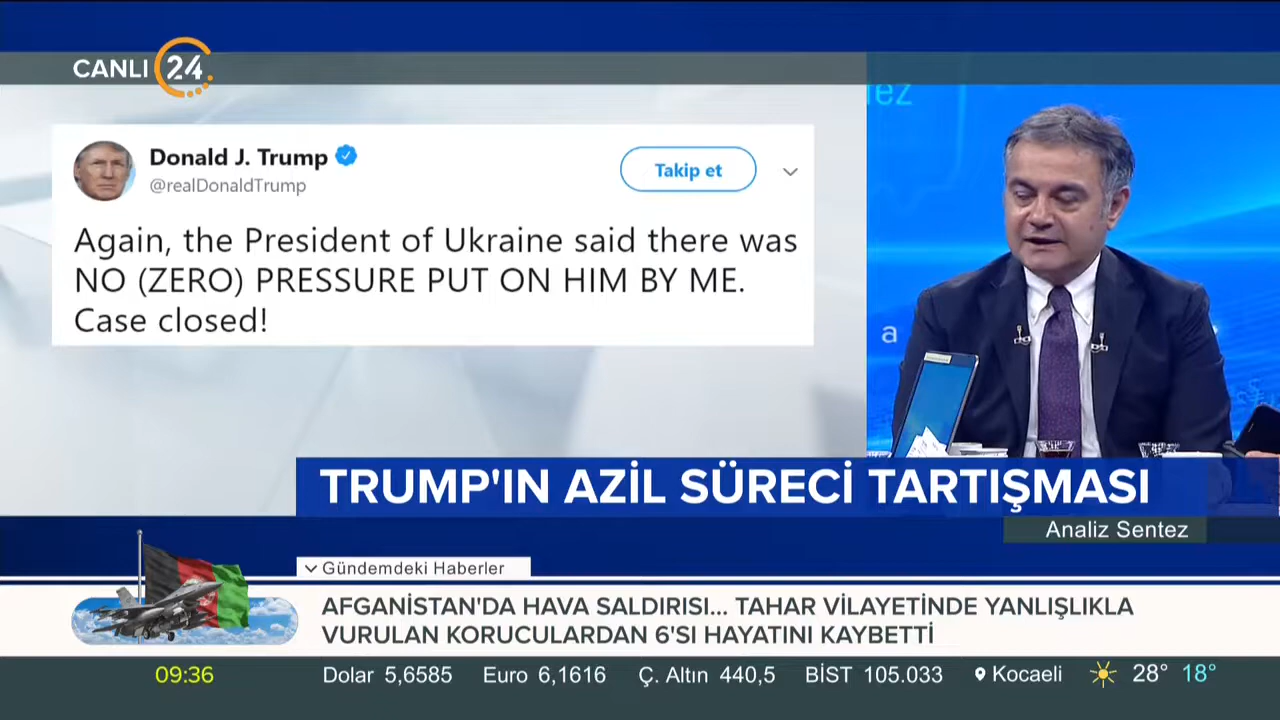 CANLI 24
ez
Donald J. Trump
@realDonaldTrump
Takip et
Again, the President of Ukraine said there was
NO (ZERO) PRESSURE PUT ON HIM BY ME.
Case closed!
a
TRUMP'IN AZİL SÜRECİ TARTIŞMASI
Analiz Sentez
Gündemdeki Haberler
AFGANİSTAN'DA HAVA SALDIRISI... TAHAR VİLAYETİNDE YANLIŞLIKLA
VURULAN KORUCULARDAN 6'SI HAYATINI KAYBETTİ
09:36 Dolar 5,6585 Euro 6,1616 Ç. Altın 440,5 BİST 105.033 Kocaeli 28° 18°